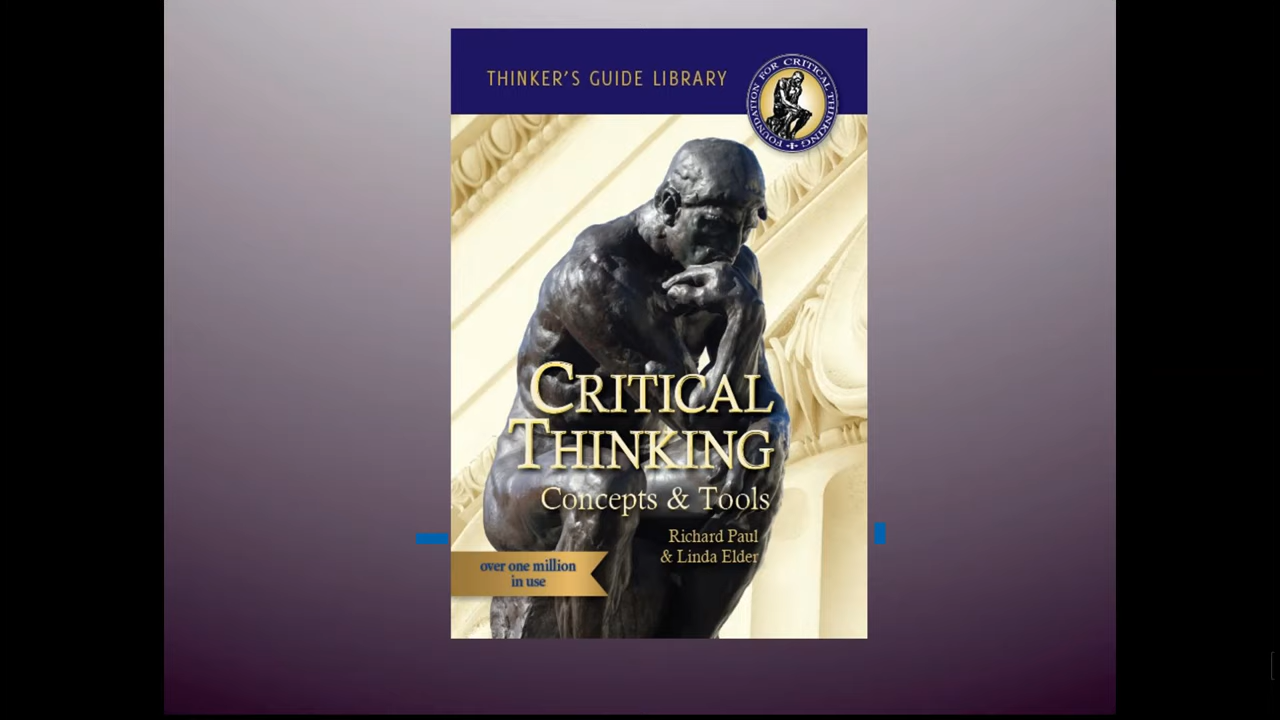 THINKER'S GUIDE LIBRARY
FOUNDATION FOR CRITICAL THINKING
CRITICAL
THINKING
Concepts & Tools
Richard Paul
& Linda Elder
over one million
in use